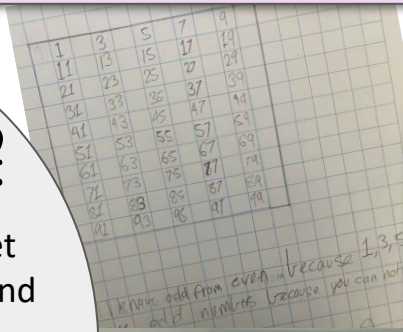 1 3 5 7 9
11 13 15 17 19
21 23 25 27 29
31 33 35 37 39
41 43 45 47 49
51 53 55 57 59
61 63 65 67 69
71 73 75 77 79
81 83 85 87 89
91 93 95 97 99
?
et
nd
I know odd from even because 1,3,5
odd numbers because you can not